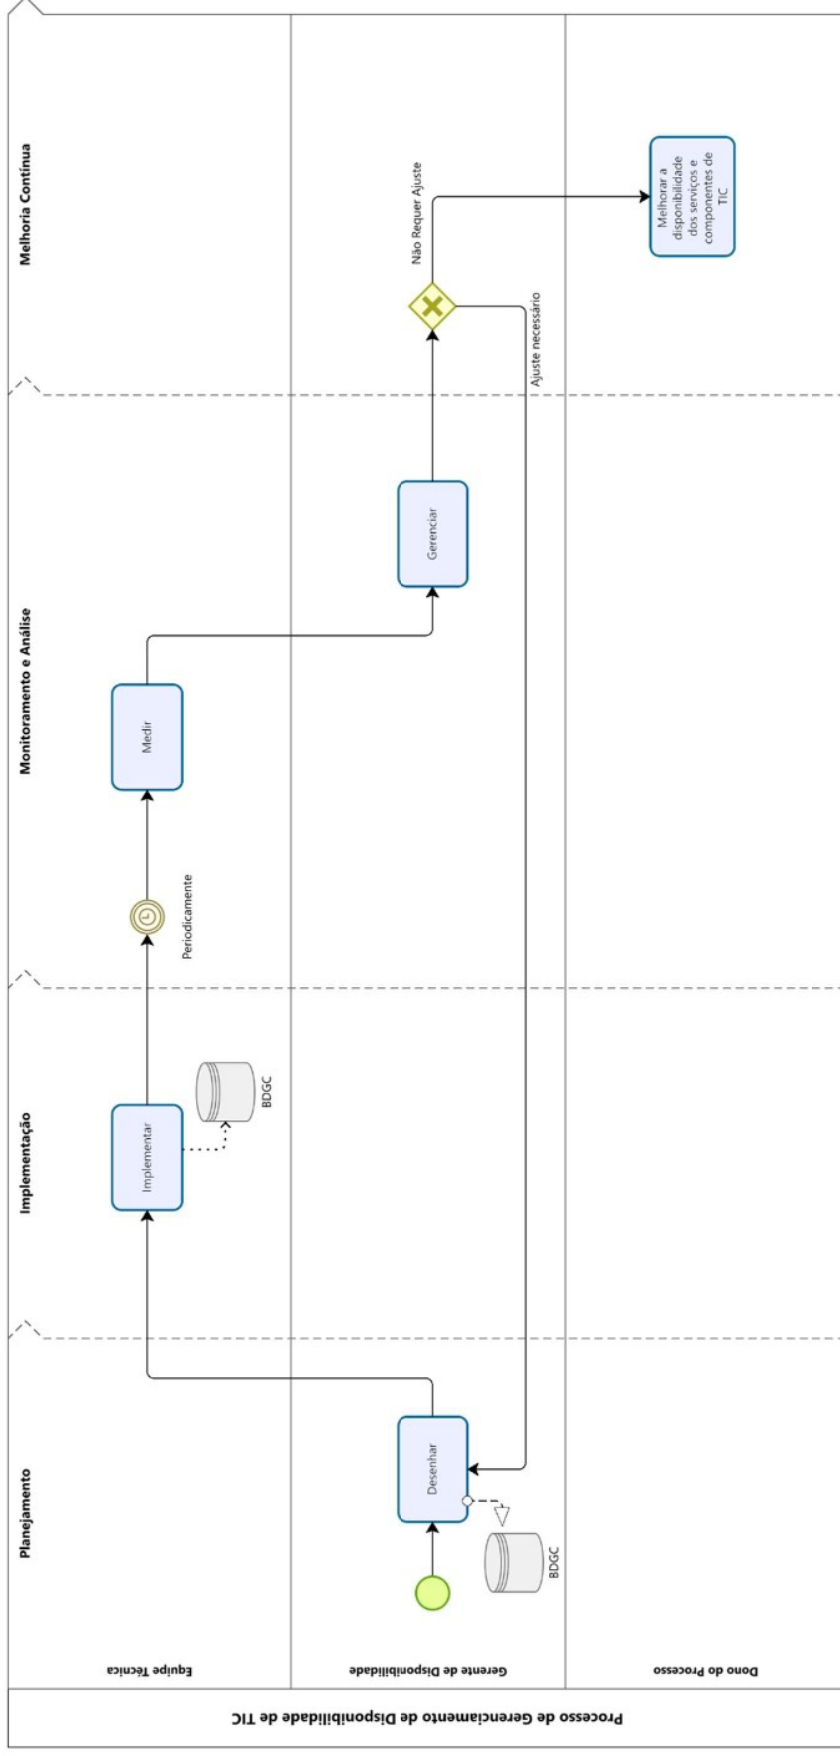 Processo de Gerenciamento de Disponibilidade de TIC
Planejamento
Implementação
Monitoramento e Análise
Melhoria Contínua
Equipe Técnica
Implementar
BDGC
Periodicamente
Medir
Gerente de Disponibilidade
Desenhar
BDGC
Gerenciar
Não Requer Ajuste
Ajuste necessário
Dono do Processo
Melhorar a
disponibilidade
dos serviços e
componentes de
TIC